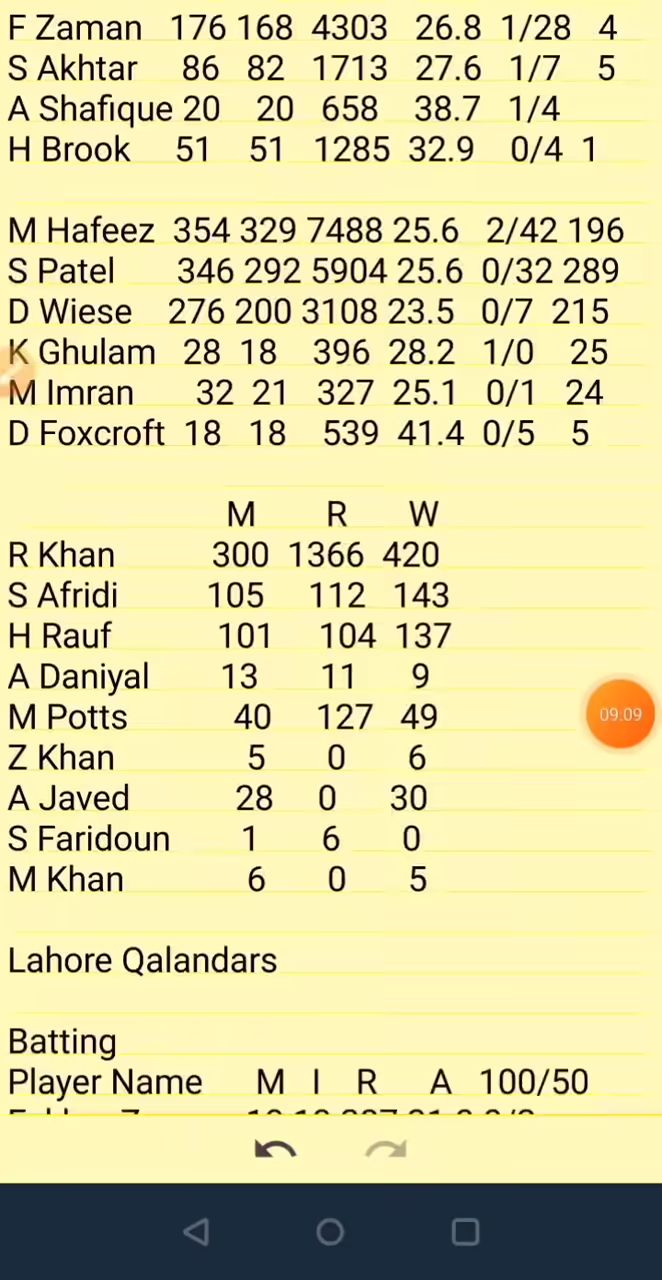 F Zaman 176 168 4303 26.8 1/28 4
S Akhtar 86 82 1713 27.6 1/7 5
A Shafique 20 20 658 38.7 1/4
H Brook 51 51 1285 32.9 0/4 1
M Hafeez 354 329 7488 25.6 2/42 196
S Patel 346 292 5904 25.6 0/32 289
D Wiese 276 200 3108 23.5 0/7 215
K Ghulam 28 18 396 28.2 1/0 25
M Imran 32 21 327 25.1 0/1 24
D Foxcroft 18 18 539 41.4 0/5 5
M R W
R Khan 300 1366 420
S Afridi 105 112 143
H Rauf 101 104 137
A Daniyal 13 11 9
M Potts 40 127 49
09:09
Z Khan 5 0 6
A Javed 28 0 30
S Faridoun 1 6 0
M Khan 6 0 5
Lahore Qalandars
Batting
Player Name M I R A 100/50